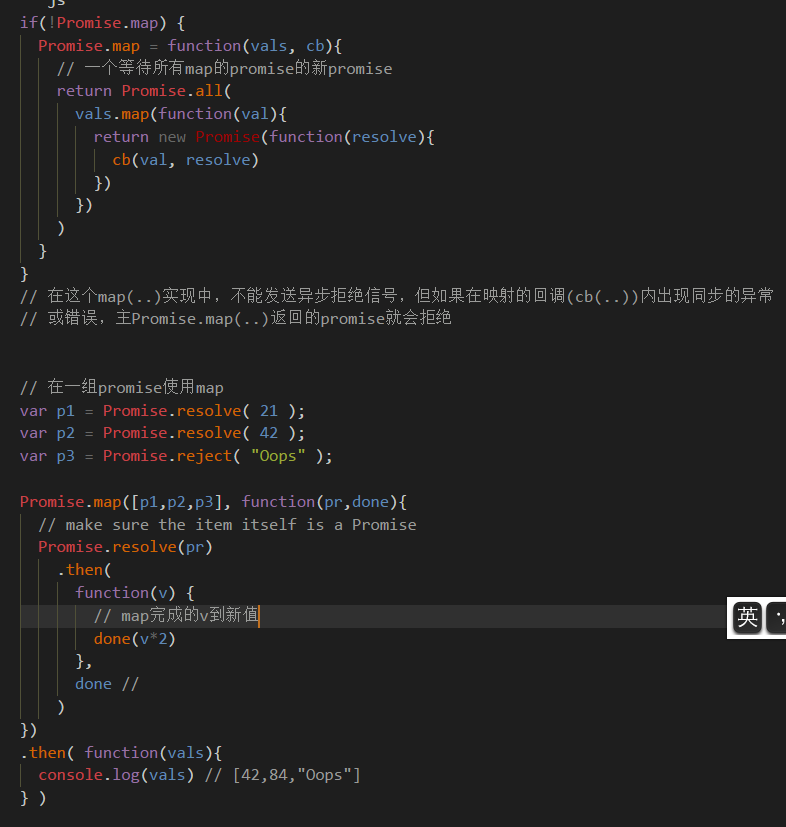 js
if(!Promise.map) {
  Promise.map = function(vals, cb){
    // 一个等待所有map的promise的新promise
    return Promise.all(
      vals.map(function(val){
        return new Promise(function(resolve){
          cb(val, resolve)
        })
      })
    )
  }
}
// 在这个map(..)实现中，不能发送异步拒绝信号，但如果在映射的回调(cb(..))内出现同步的异常
// 或错误，主Promise.map(..)返回的promise就会拒绝
// 在一组promise使用map
var p1 = Promise.resolve( 21 );
var p2 = Promise.resolve( 42 );
var p3 = Promise.reject( "Oops" );
Promise.map([p1,p2,p3], function(pr,done){
  // make sure the item itself is a Promise
  Promise.resolve(pr)
    .then(
      function(v) {
        // map完成的v到新值
        done(v*2)
      },
      done //
    )
})
.then( function(vals){
  console.log(vals) // [42,84,"Oops"]
} )
英